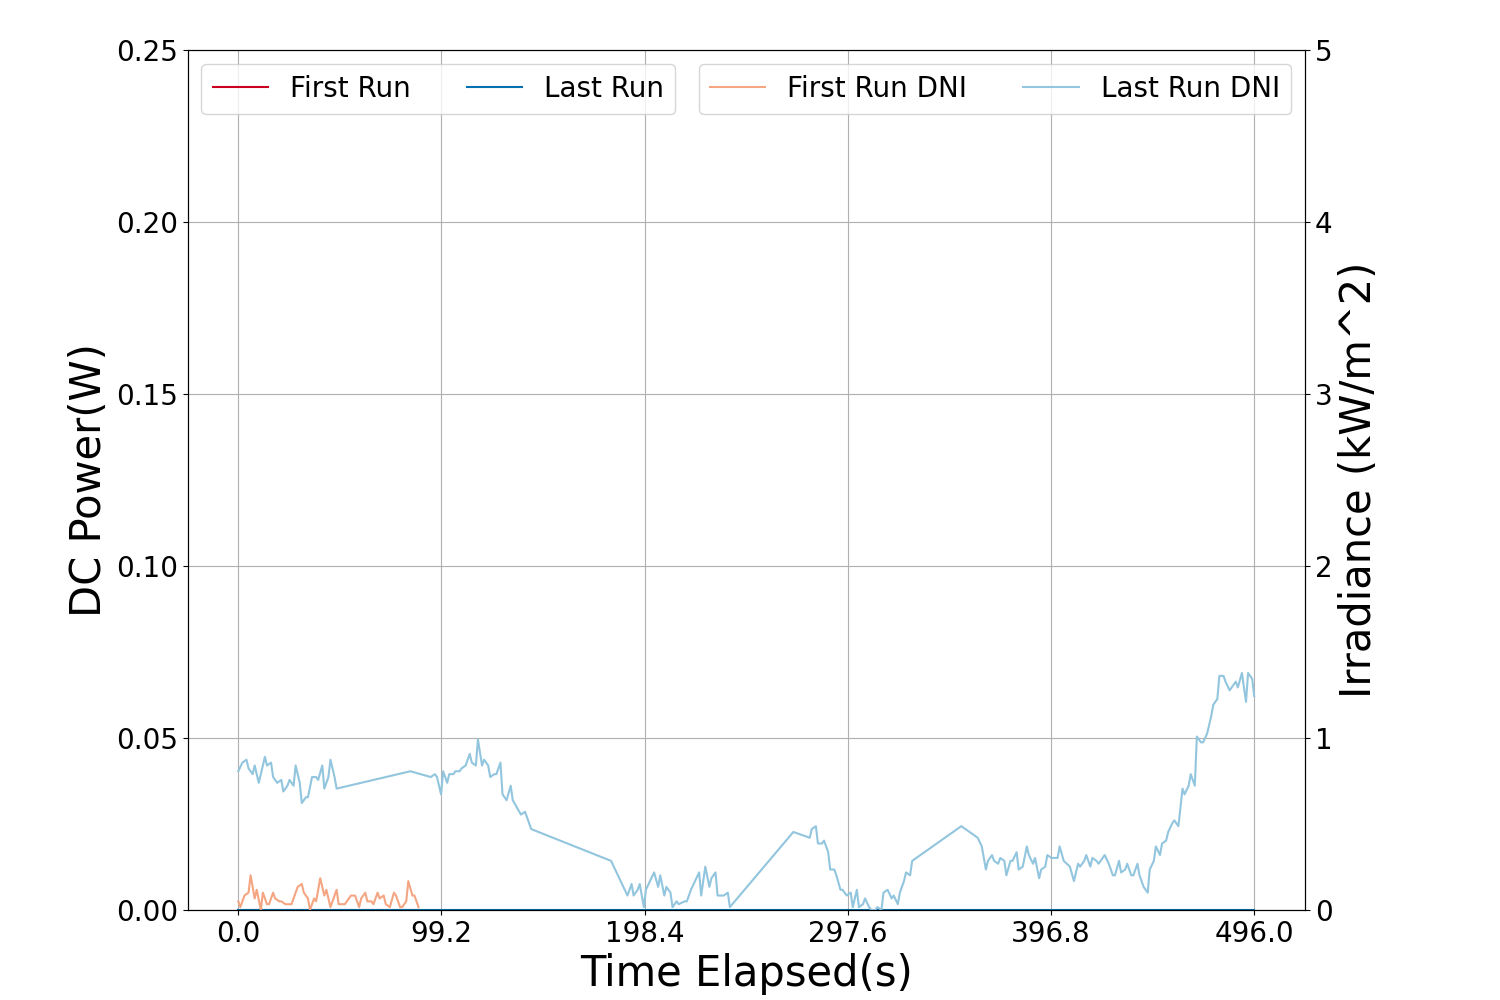 First Run
Last Run
First Run DNI
Last Run DNI
DC Power(W)
0.25
0.20
0.15
0.10
0.05
0.00
5
4
3
2
1
0
Irradiance (kW/m^2)
0.0
99.2
198.4
297.6
396.8
496.0
Time Elapsed(s)